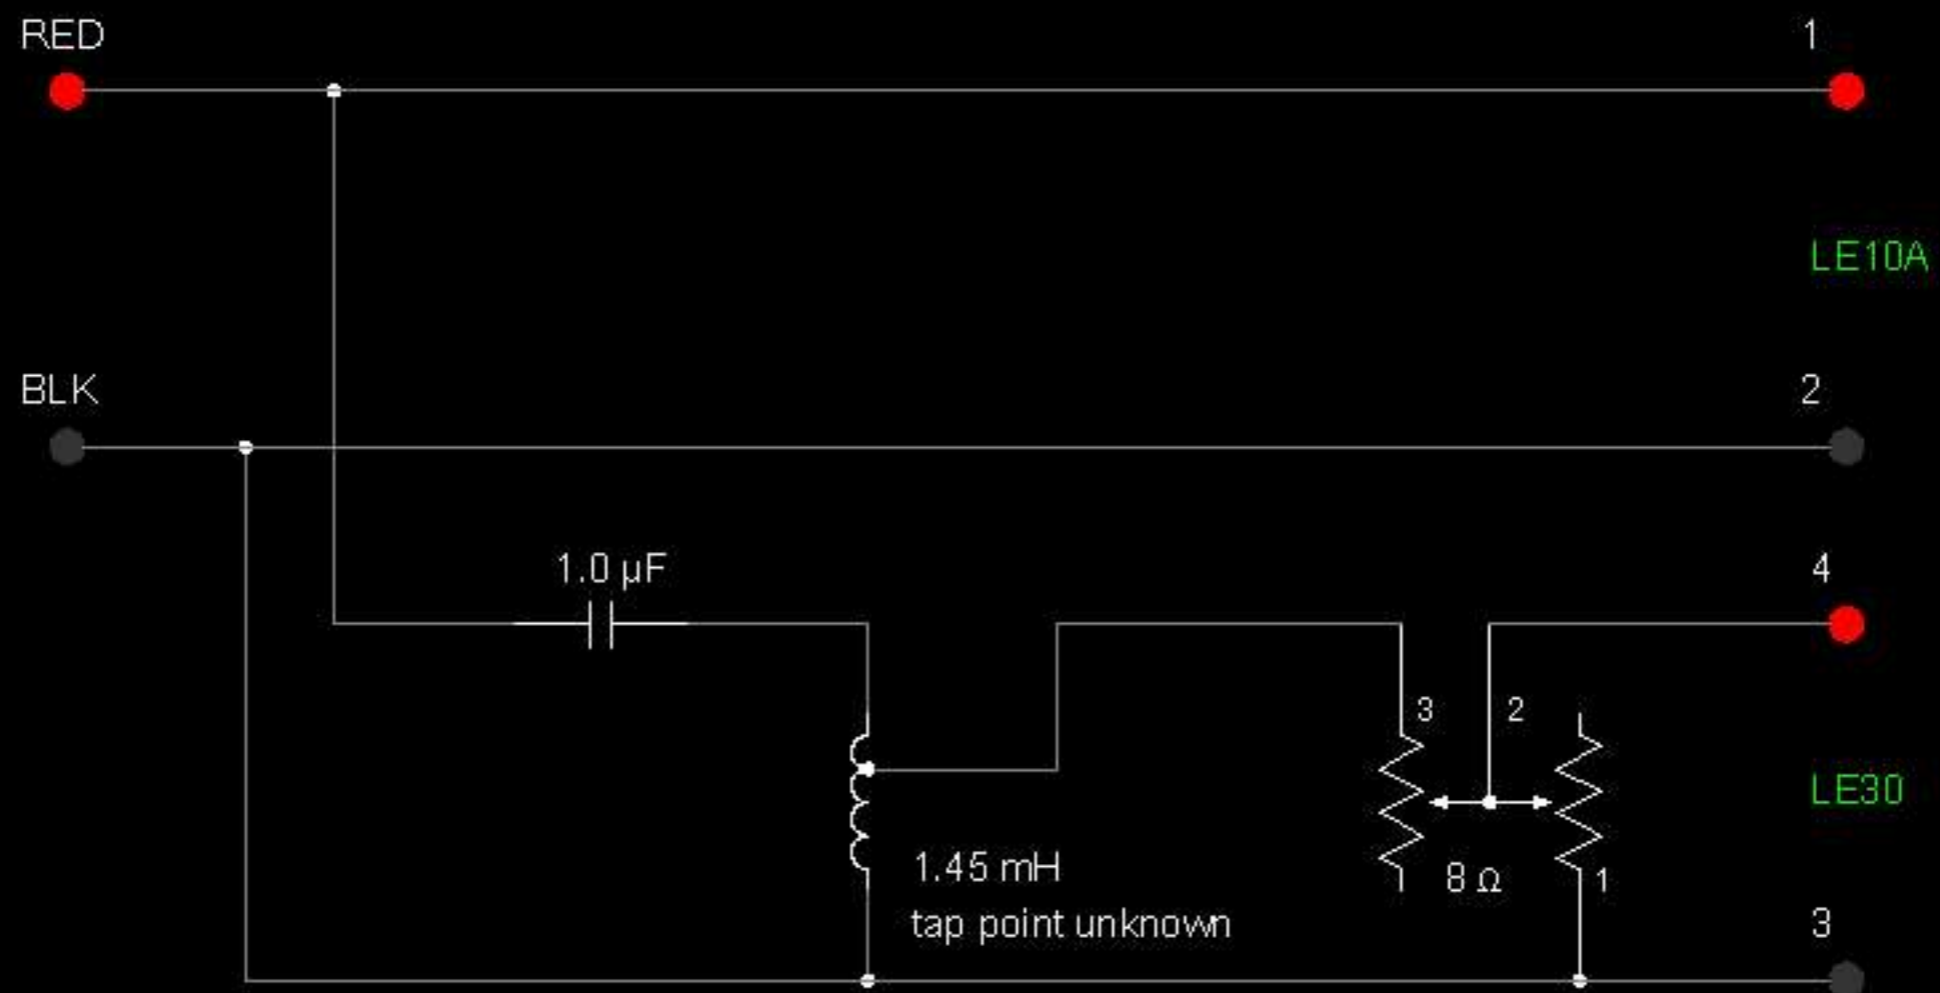 RED
1
LE10A
BLK
2
1.0 µF
4
3
2
LE30
1.45 mH
8 Ω
1
tap point unknown
3